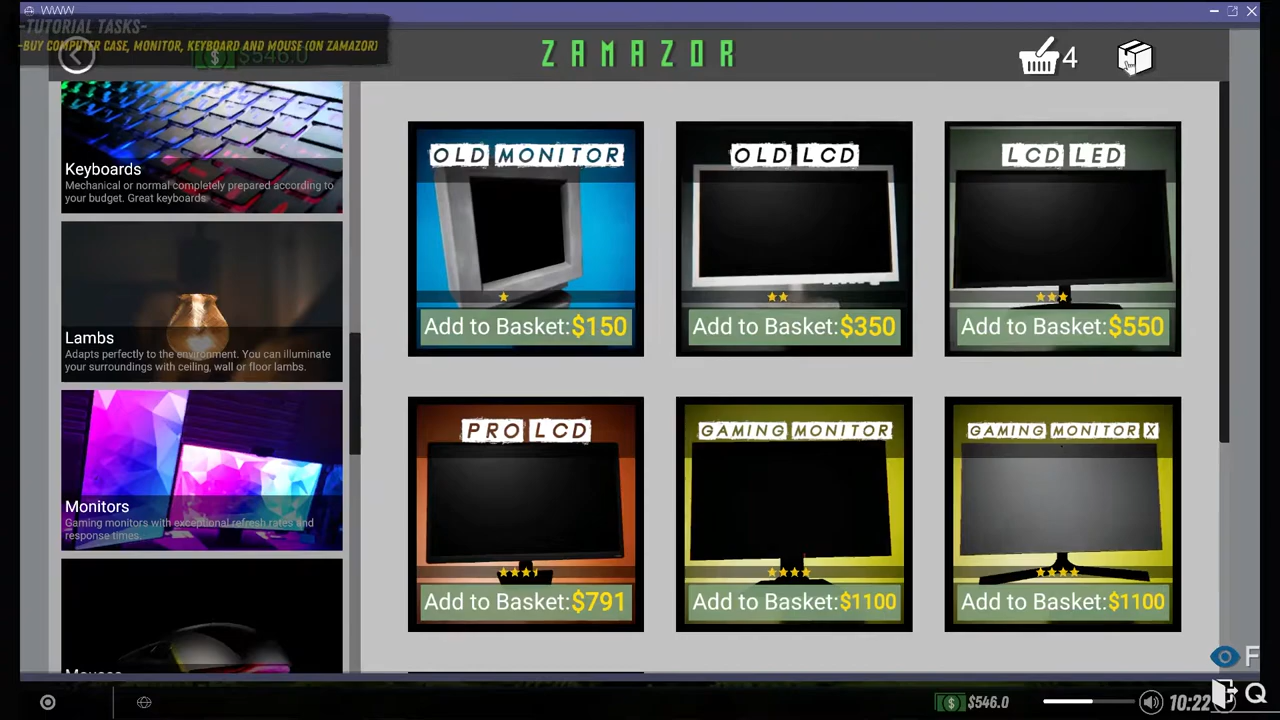 WWW
-TUTORIAL TASKS-
-BUY COMPUTER CASE, MONITOR, KEYBOARD AND MOUSE (ON ZAMAZOR)
$546.0
ZAMAZOR
4
Keyboards
Mechanical or normal completely prepared according to
your budget. Great keyboards
Lambs
Adapts perfectly to the environment. You can illuminate
your surroundings with ceiling, wall or floor lambs.
Monitors
Gaming monitors with exceptional refresh rates and
response times.
Mouses
OLD MONITOR
Add to Basket:$150
OLD LCD
Add to Basket:$350
LCD LED
Add to Basket:$550
PRO LCD
Add to Basket:$791
GAMING MONITOR
Add to Basket:$1100
GAMING MONITOR X
Add to Basket:$1100
F
$546.0
10:22
Q